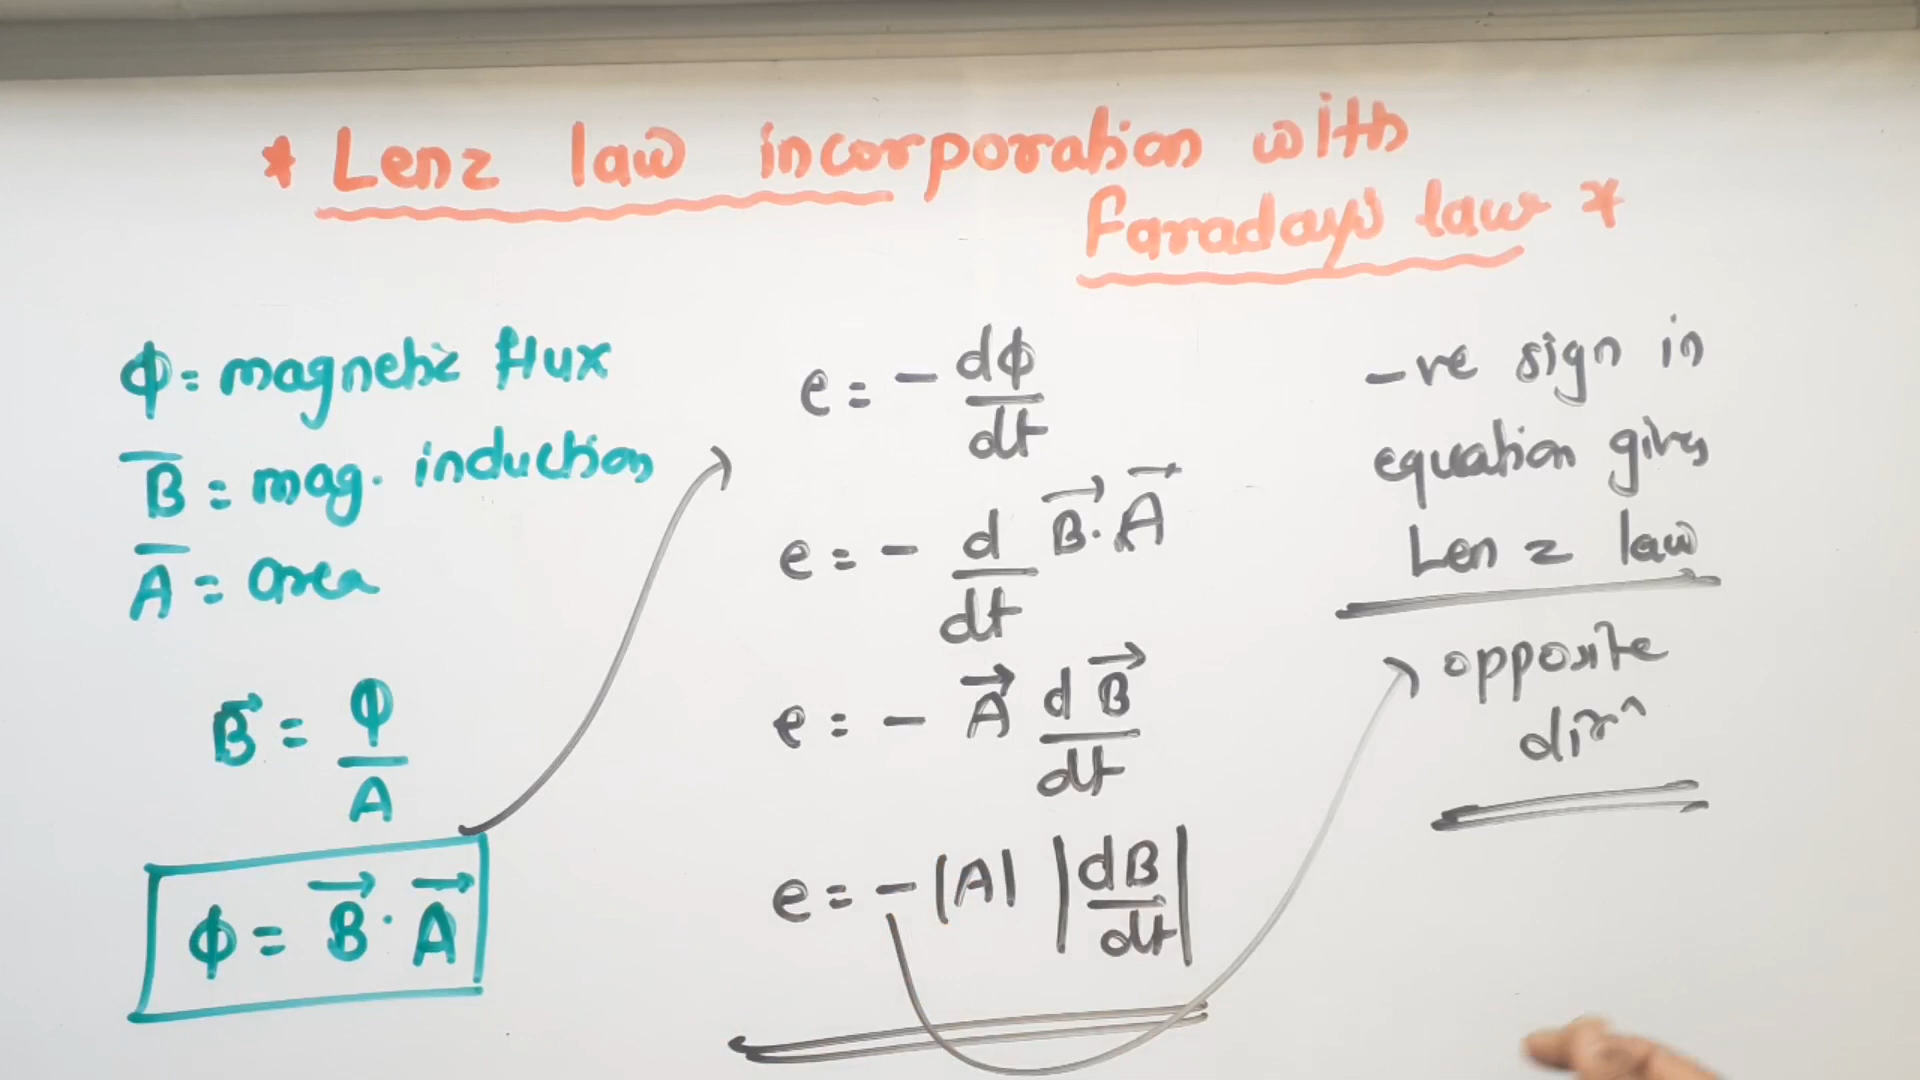 * Lenz law incorporation with
Faraday's law *
ϕ = magnetic flux
B̅ = mag. induction
A̅ = area
B⃗ = ϕ/A
ϕ = B⃗ · A⃗
e = - dϕ/dt
e = - d/dt B⃗ · A⃗
e = - A⃗ dB⃗/dt
e = - |A| |dB/dt|
-ve sign in
equation gives
Lenz law
opposite
dirⁿ